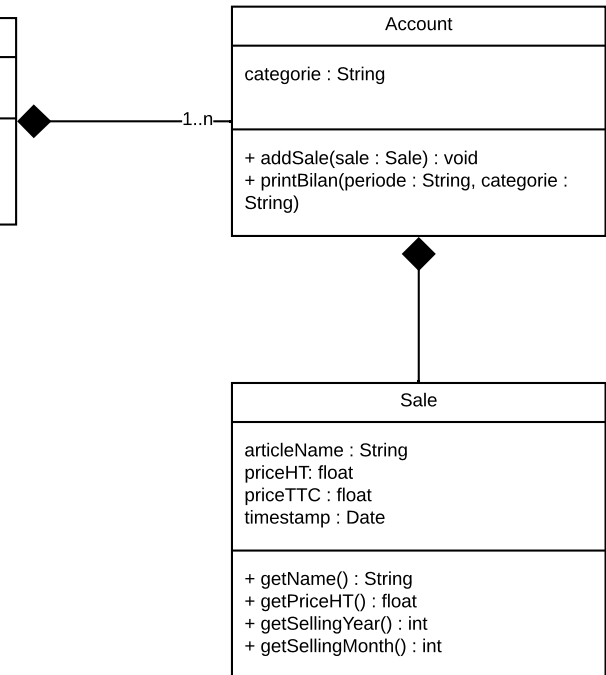 Account
categorie : String
1..n
+ addSale(sale : Sale) : void
+ printBilan(periode : String, categorie :
String)
Sale
articleName : String
priceHT: float
priceTTC : float
timestamp : Date
+ getName() : String
+ getPriceHT() : float
+ getSellingYear() : int
+ getSellingMonth() : int